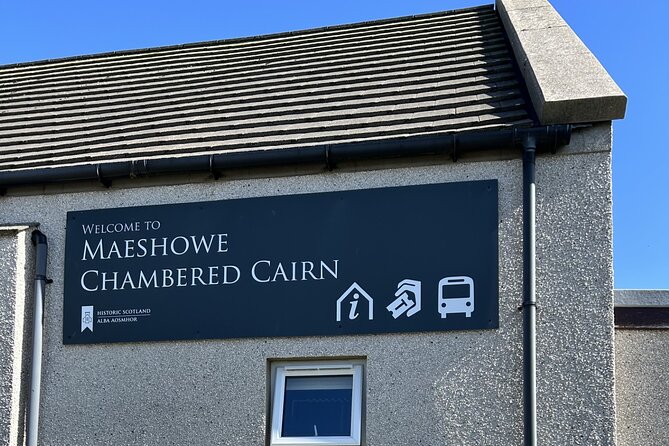 WELCOME TO
MAESHOWE
CHAMBERED CAIRN
HISTORIC SCOTLAND
ALBA AOSMHOR
i